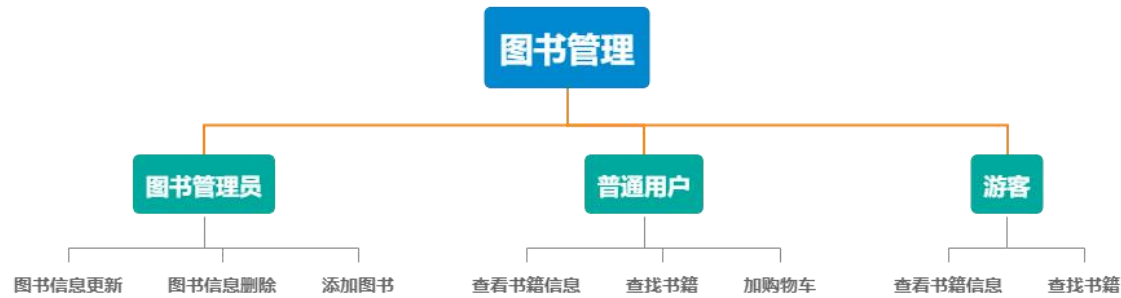 图书管理
图书管理员
普通用户
游客
图书信息更新
图书信息删除
添加图书
查看书籍信息
查找书籍
加购物车
查看书籍信息
查找书籍